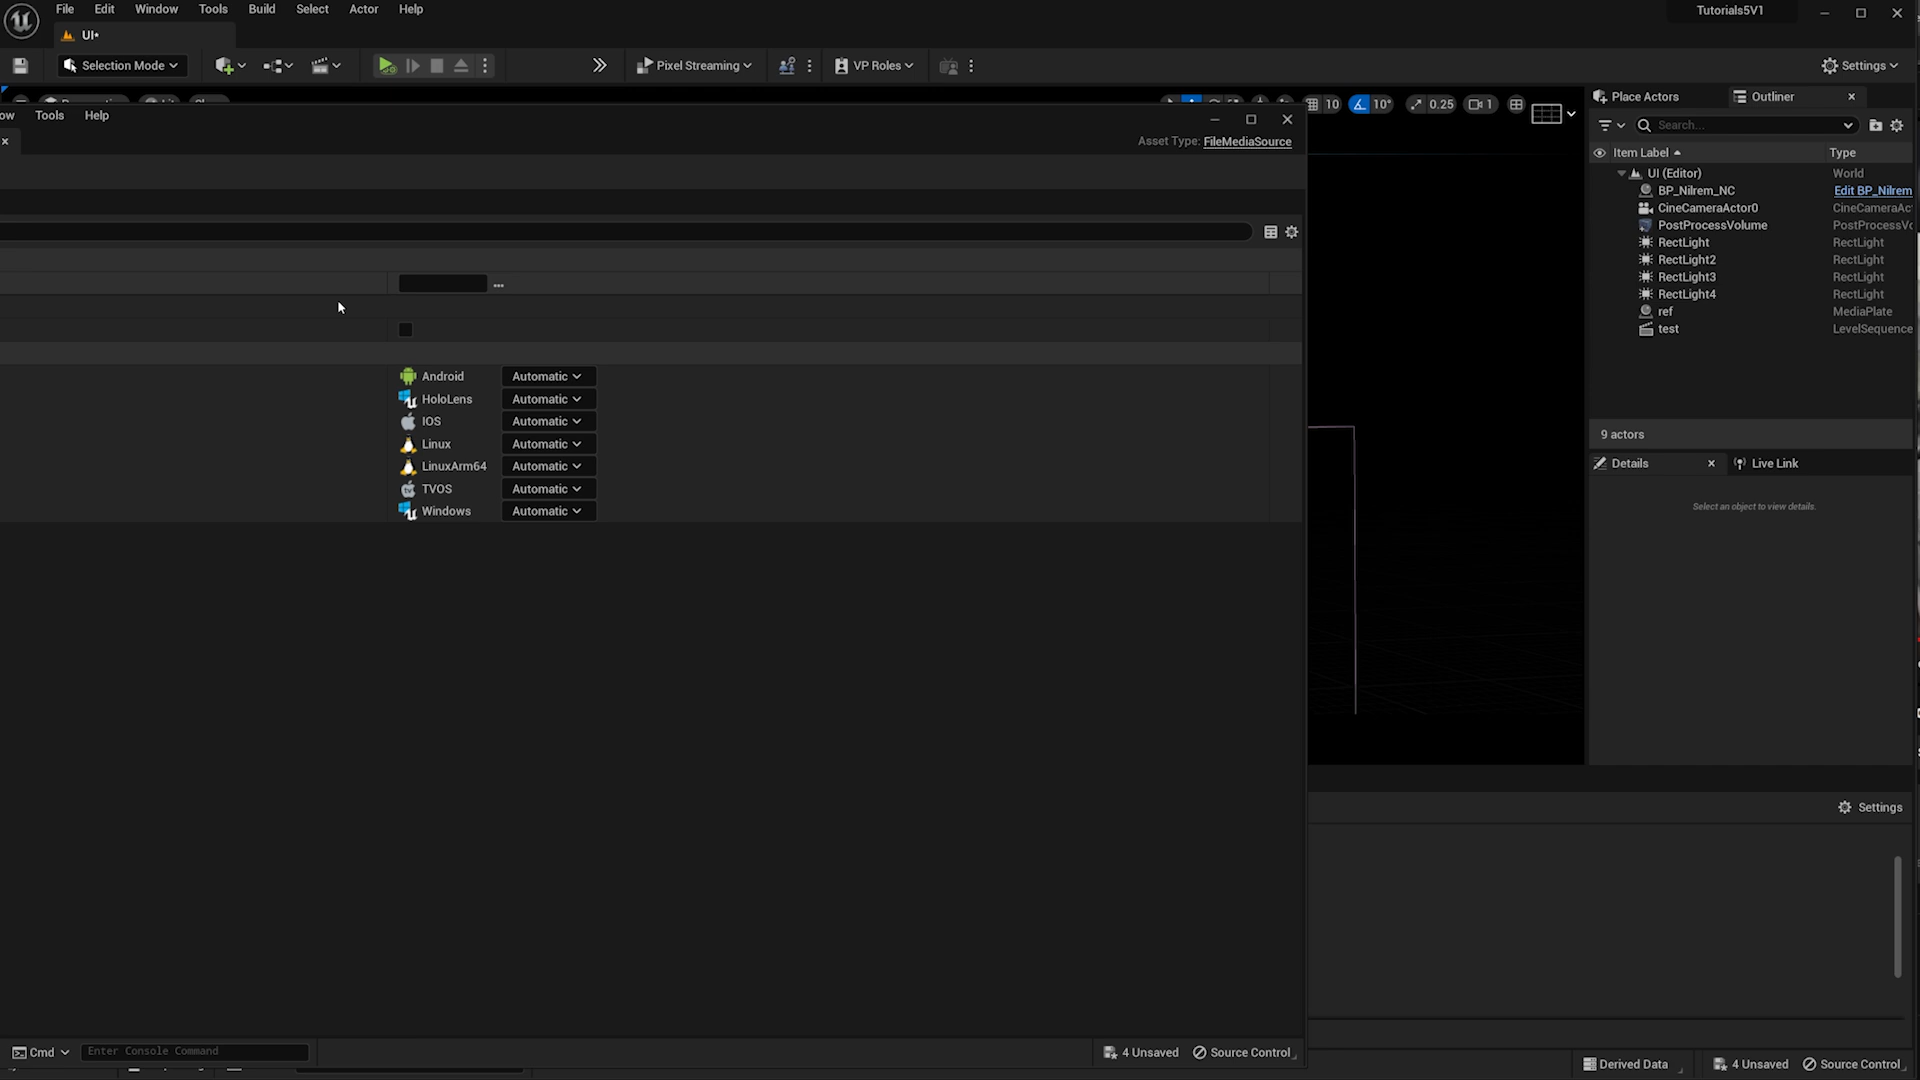 File Edit Window Tools Build Select Actor Help
Tutorials5V1
UI•
Selection Mode
Pixel Streaming
VP Roles
Settings
10
10°
0.25
1
Place Actors
Outliner
Tools Help
Search...
Asset Type: FileMediaSource
Item Label
Type
UI (Editor)
World
BP_Nilrem_NC
Edit BP_Nilrem
CineCameraActor0
CineCameraAc
PostProcessVolume
PostProcessVo
RectLight
RectLight
RectLight2
RectLight
RectLight3
RectLight
RectLight4
RectLight
ref
MediaPlate
test
LevelSequence
Android
Automatic
HoloLens
Automatic
IOS
Automatic
Linux
Automatic
LinuxArm64
Automatic
TVOS
Automatic
Windows
Automatic
9 actors
Details
Live Link
Select an object to view details.
Settings
Cmd
Enter Console Command
4 Unsaved
Source Control
Derived Data
4 Unsaved
Source Control